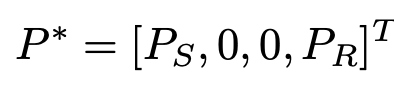 P* = [P_S, 0, 0, P_R]^T